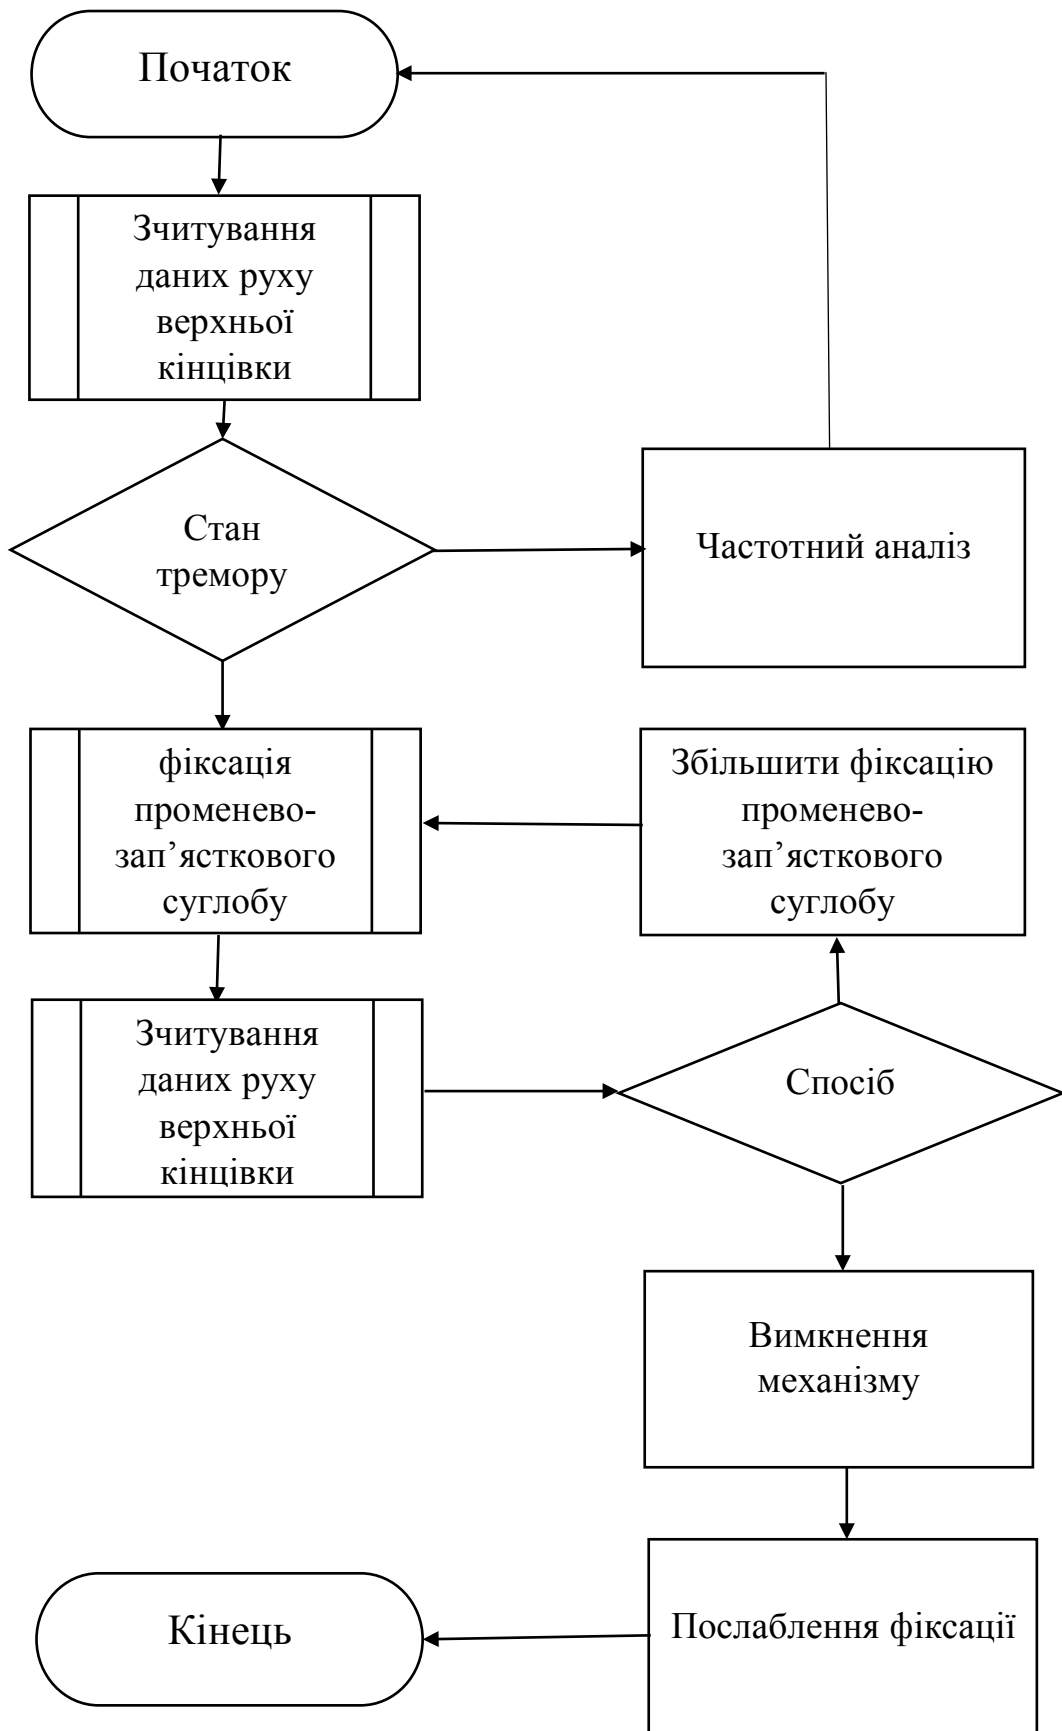 Початок
Зчитування
даних руху
верхньої
кінцівки
Стан
тремору
Частотний аналіз
фіксація
променево-
зап’ясткового
суглобу
Збільшити фіксацію
променево-
зап’ясткового
суглобу
Зчитування
даних руху
верхньої
кінцівки
Спосіб
Вимкнення
механізму
Послаблення фіксації
Кінець